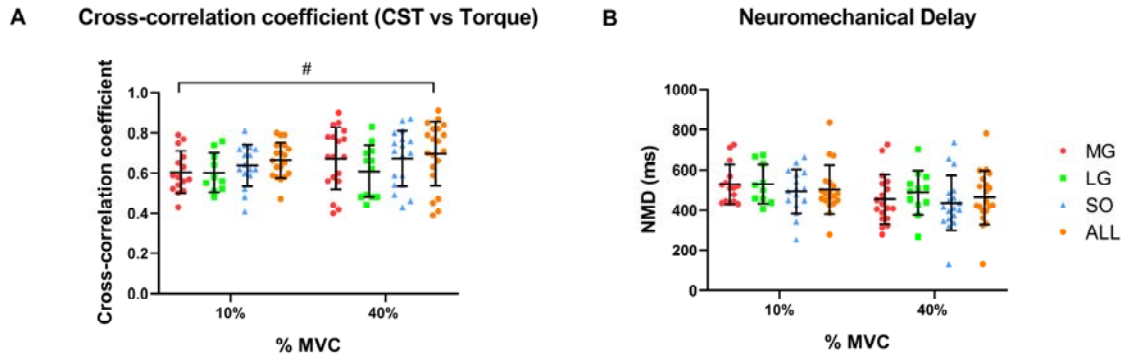 A
Cross-correlation coefficient (CST vs Torque)
#
Cross-correlation coefficient
1.0
0.8
0.6
0.4
0.2
0.0
10%
40%
% MVC
B
Neuromechanical Delay
NMD (ms)
1000
800
600
400
200
0
10%
40%
% MVC
MG
LG
SO
ALL